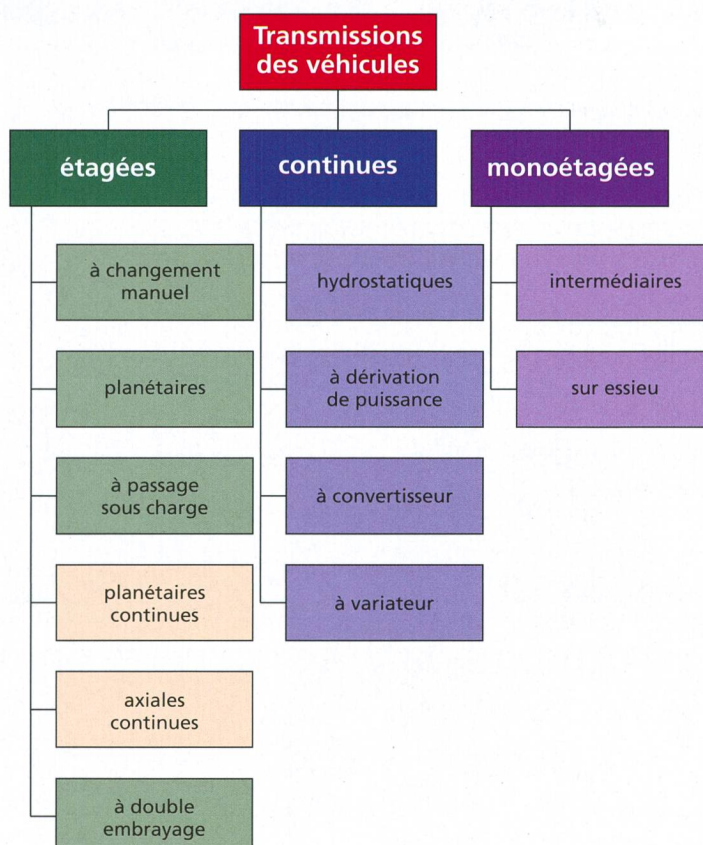 Transmissions
des véhicules
étagées
continues
monoétagées
à changement
manuel
planétaires
à passage
sous charge
planétaires
continues
axiales
continues
à double
embrayage
hydrostatiques
à dérivation
de puissance
à convertisseur
à variateur
intermédiaires
sur essieu